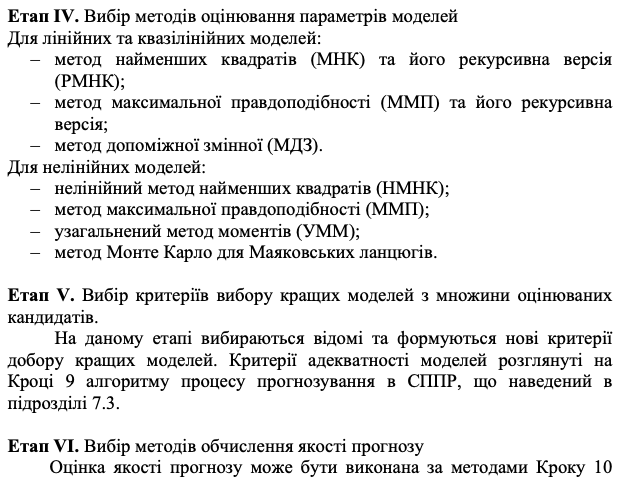 Етап IV. Вибір методів оцінювання параметрів моделей
Для лінійних та квазілінійних моделей:
– метод найменших квадратів (МНК) та його рекурсивна версія
(РМНК);
– метод максимальної правдоподібності (ММП) та його рекурсивна
версія;
– метод допоміжної змінної (МДЗ).
Для нелінійних моделей:
– нелінійний метод найменших квадратів (НМНК);
– метод максимальної правдоподібності (ММП);
– узагальнений метод моментів (УММ);
– метод Монте Карло для Маяковських ланцюгів.
Етап V. Вибір критеріїв вибору кращих моделей з множини оцінюваних
кандидатів.
На даному етапі вибираються відомі та формуються нові критерії
добору кращих моделей. Критерії адекватності моделей розглянуті на
Кроці 9 алгоритму процесу прогнозування в СППР, що наведений в
підрозділі 7.3.
Етап VI. Вибір методів обчислення якості прогнозу
Оцінка якості прогнозу може бути виконана за методами Кроку 10